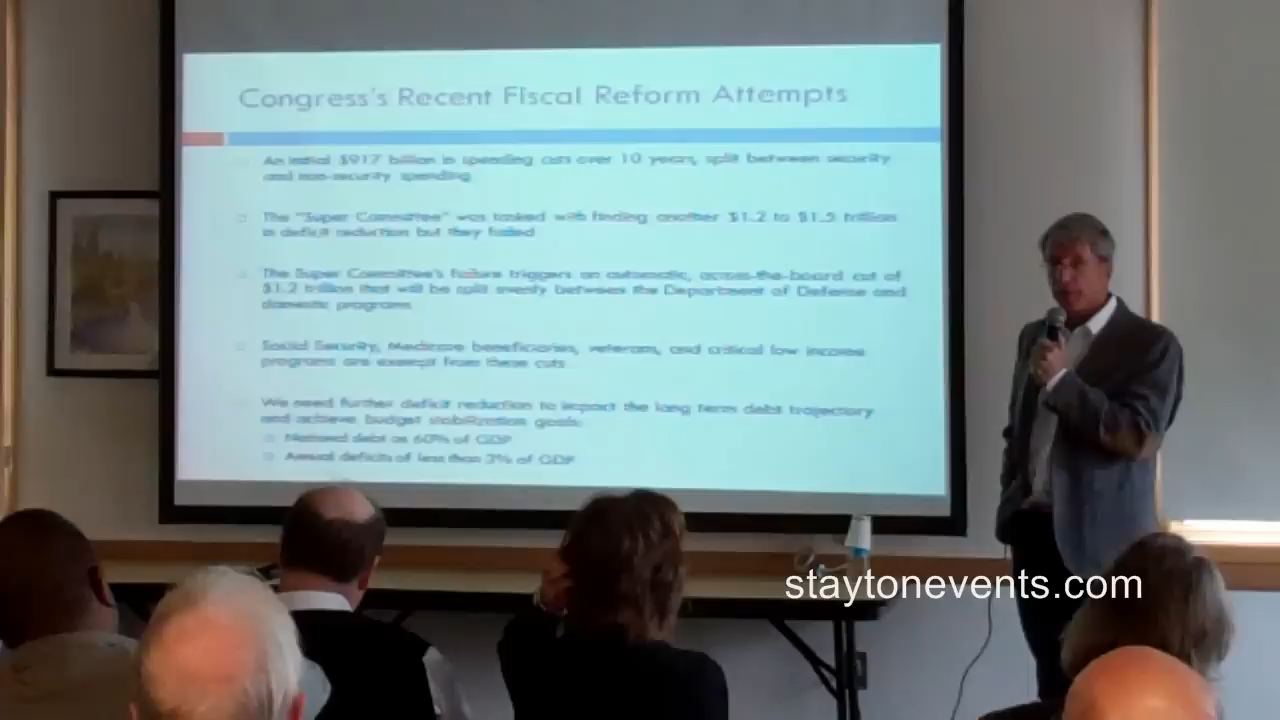 Congress's Recent Fiscal Reform Attempts
An initial $917 billion in spending cuts over 10 years, split between security
and non-security spending
The "Super Committee" was tasked with finding another $1.2 to $1.5 trillion
in deficit reduction but they failed
The Super Committee's failure triggers an automatic, across-the-board cut of
$1.2 trillion that will be split evenly between the Department of Defense and
domestic programs
Social Security, Medicare beneficiaries, veterans, and critical low income
programs are exempt from these cuts
We need further deficit reduction to impact the long term debt trajectory
and achieve budget stabilization goals:
National debt as 60% of GDP
Annual deficits of less than 3% of GDP
staytonevents.com